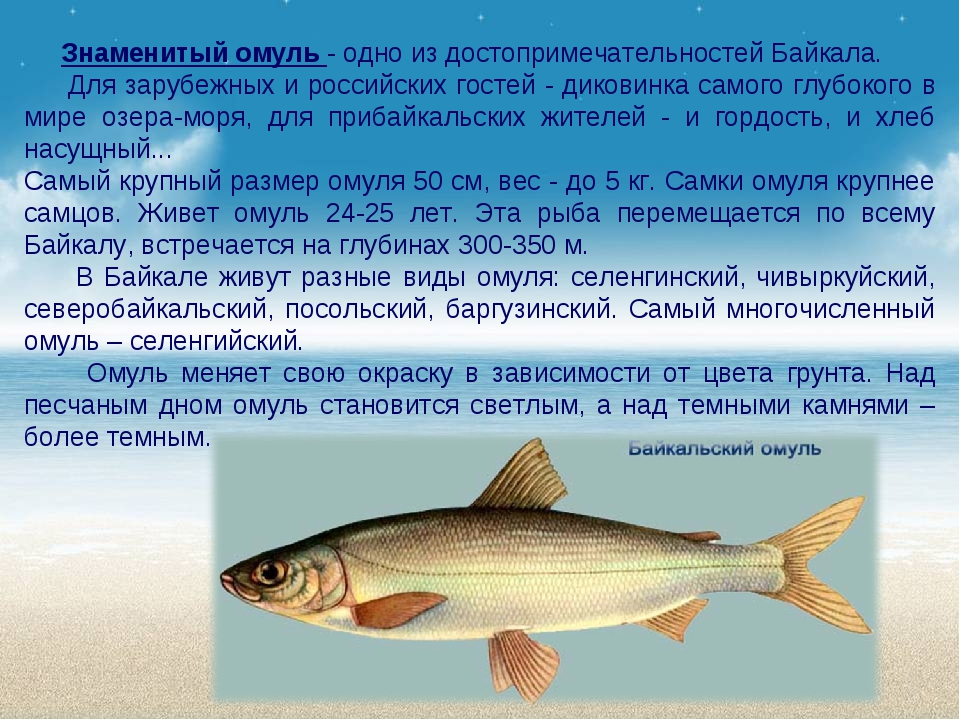 Знаменитый омуль - одно из достопримечательностей Байкала.
Для зарубежных и российских гостей - диковинка самого глубокого в
мире озера-моря, для прибайкальских жителей - и гордость, и хлеб
насущный...
Самый крупный размер омуля 50 см, вес - до 5 кг. Самки омуля крупнее
самцов. Живет омуль 24-25 лет. Эта рыба перемещается по всему
Байкалу, встречается на глубинах 300-350 м.
В Байкале живут разные виды омуля: селенгинский, чивыркуйский,
северобайкальский, посольский, баргузинский. Самый многочисленный
омуль – селенгийский.
Омуль меняет свою окраску в зависимости от цвета грунта. Над
песчаным дном омуль становится светлым, а над темными камнями –
более темным.
Байкальский омуль